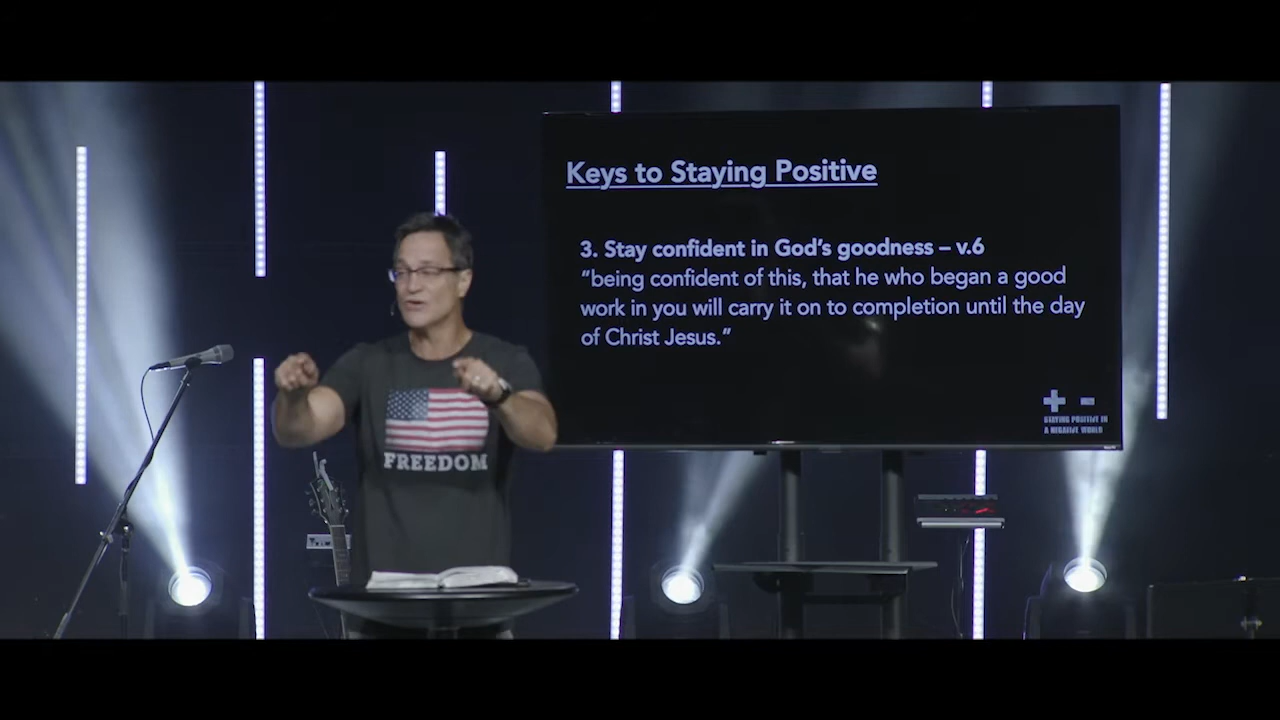 Keys to Staying Positive
3. Stay confident in God's goodness – v.6
"being confident of this, that he who began a good
work in you will carry it on to completion until the day
of Christ Jesus."
STAYING POSITIVE IN
A NEGATIVE WORLD
FREEDOM